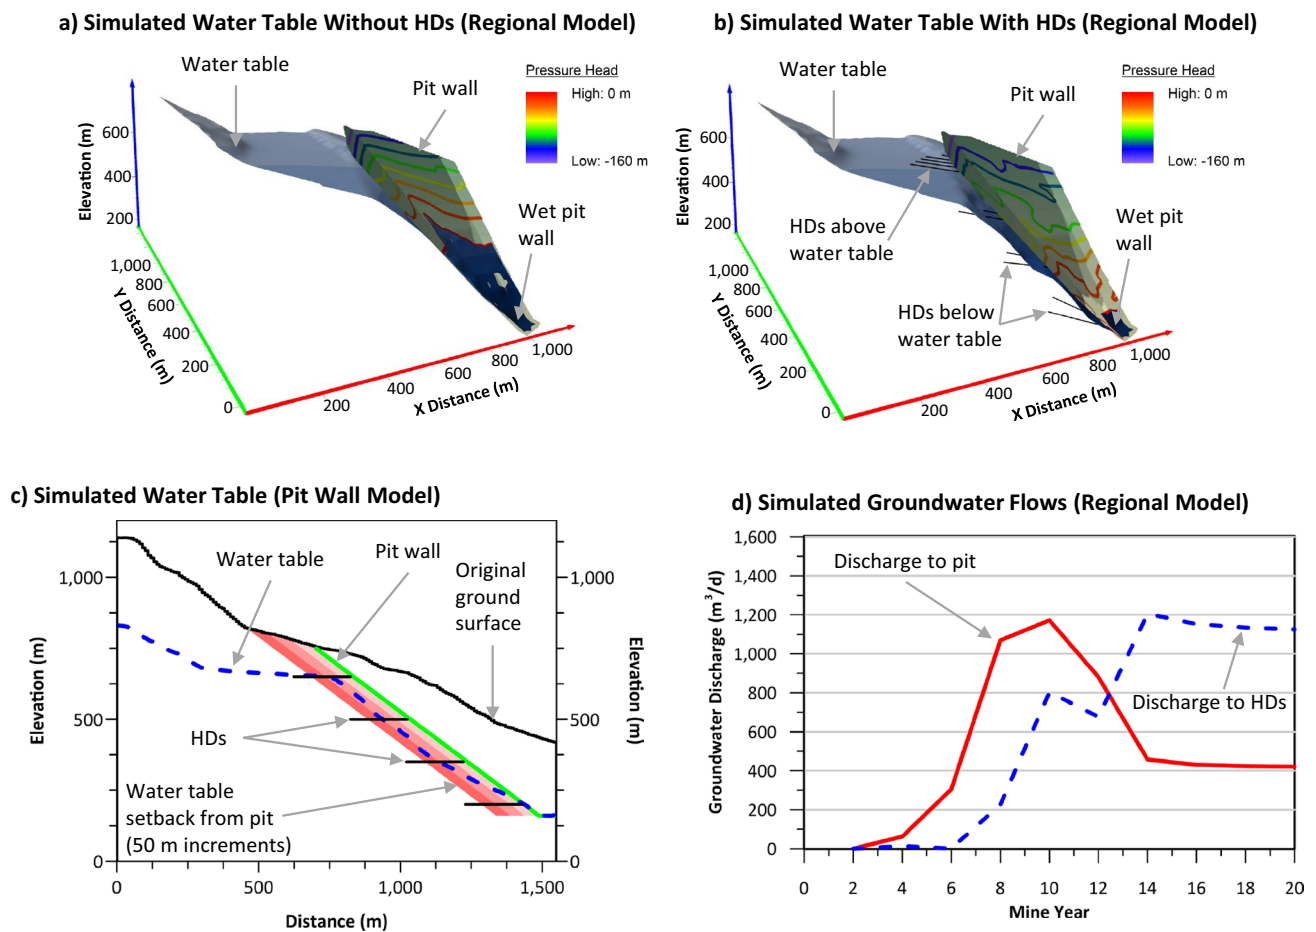 a) Simulated Water Table Without HDs (Regional Model)
Water table
Pit wall
Pressure Head
High: 0 m
Low: -160 m
Wet pit
wall
Elevation (m)
600
400
200
1,000
800
600
400
200
0
Y Distance (m)
200
400
600
800
1,000
X Distance (m)
b) Simulated Water Table With HDs (Regional Model)
Water table
Pit wall
Pressure Head
High: 0 m
Low: -160 m
Wet pit
wall
HDs above
water table
HDs below
water table
Elevation (m)
600
400
200
1,000
800
600
400
200
0
Y Distance (m)
200
400
600
800
1,000
X Distance (m)
c) Simulated Water Table (Pit Wall Model)
Water table
Pit wall
Original
ground
surface
HDs
Water table
setback from pit
(50 m increments)
Elevation (m)
1,000
500
0
1,000
500
0
Elevation (m)
0
500
1,000
1,500
Distance (m)
d) Simulated Groundwater Flows (Regional Model)
Discharge to pit
Discharge to HDs
Groundwater Discharge (m³/d)
1,600
1,400
1,200
1,000
800
600
400
200
0
0
2
4
6
8
10
12
14
16
18
20
Mine Year